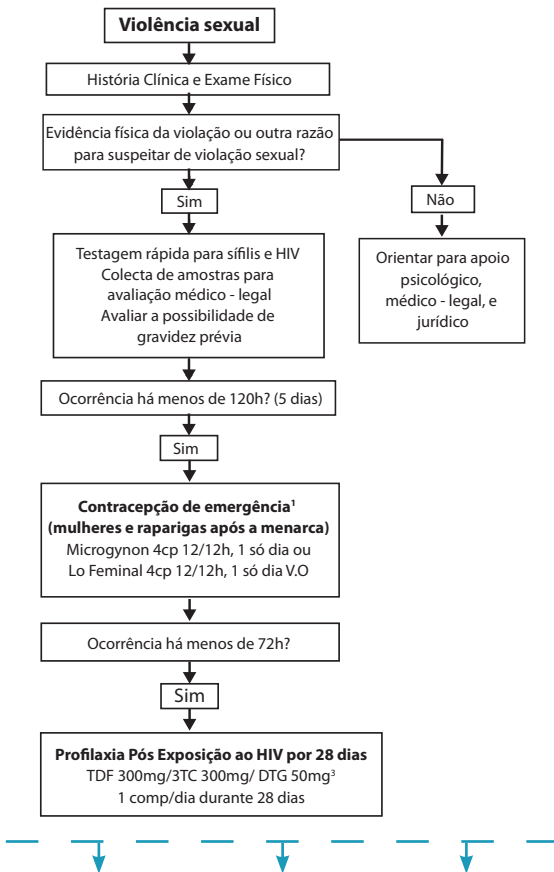 Violência sexual
História Clínica e Exame Físico
Evidência física da violação ou outra razão
para suspeitar de violação sexual?
Sim
Não
Testagem rápida para sífilis e HIV
Colecta de amostras para
avaliação médico - legal
Avaliar a possibilidade de
gravidez prévia
Orientar para apoio
psicológico,
médico - legal, e
jurídico
Ocorrência há menos de 120h? (5 dias)
Sim
Contracepção de emergência¹
(mulheres e raparigas após a menarca)
Microgynon 4cp 12/12h, 1 só dia ou
Lo Feminal 4cp 12/12h, 1 só dia V.O
Ocorrência há menos de 72h?
Sim
Profilaxia Pós Exposição ao HIV por 28 dias
TDF 300mg/3TC 300mg/ DTG 50mg³
1 comp/dia durante 28 dias